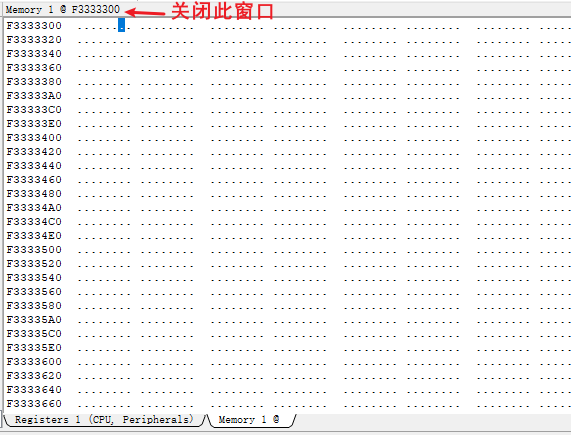 Memory 1 @ F3333300
关闭此窗口
F3333300 ........ ........ ........ ........ ........ ........ ........ .....
F3333320 ........ ........ ........ ........ ........ ........ ........ .....
F3333340 ........ ........ ........ ........ ........ ........ ........ .....
F3333360 ........ ........ ........ ........ ........ ........ ........ .....
F3333380 ........ ........ ........ ........ ........ ........ ........ .....
F33333A0 ........ ........ ........ ........ ........ ........ ........ .....
F33333C0 ........ ........ ........ ........ ........ ........ ........ .....
F33333E0 ........ ........ ........ ........ ........ ........ ........ .....
F3333400 ........ ........ ........ ........ ........ ........ ........ .....
F3333420 ........ ........ ........ ........ ........ ........ ........ .....
F3333440 ........ ........ ........ ........ ........ ........ ........ .....
F3333460 ........ ........ ........ ........ ........ ........ ........ .....
F3333480 ........ ........ ........ ........ ........ ........ ........ .....
F33334A0 ........ ........ ........ ........ ........ ........ ........ .....
F33334C0 ........ ........ ........ ........ ........ ........ ........ .....
F33334E0 ........ ........ ........ ........ ........ ........ ........ .....
F3333500 ........ ........ ........ ........ ........ ........ ........ .....
F3333520 ........ ........ ........ ........ ........ ........ ........ .....
F3333540 ........ ........ ........ ........ ........ ........ ........ .....
F3333560 ........ ........ ........ ........ ........ ........ ........ .....
F3333580 ........ ........ ........ ........ ........ ........ ........ .....
F33335A0 ........ ........ ........ ........ ........ ........ ........ .....
F33335C0 ........ ........ ........ ........ ........ ........ ........ .....
F33335E0 ........ ........ ........ ........ ........ ........ ........ .....
F3333600 ........ ........ ........ ........ ........ ........ ........ .....
F3333620 ........ ........ ........ ........ ........ ........ ........ .....
F3333640 ........ ........ ........ ........ ........ ........ ........ .....
F3333660 ........ ........ ........ ........ ........ ........ ........ .....
Registers 1 (CPU, Peripherals)
Memory 1 @